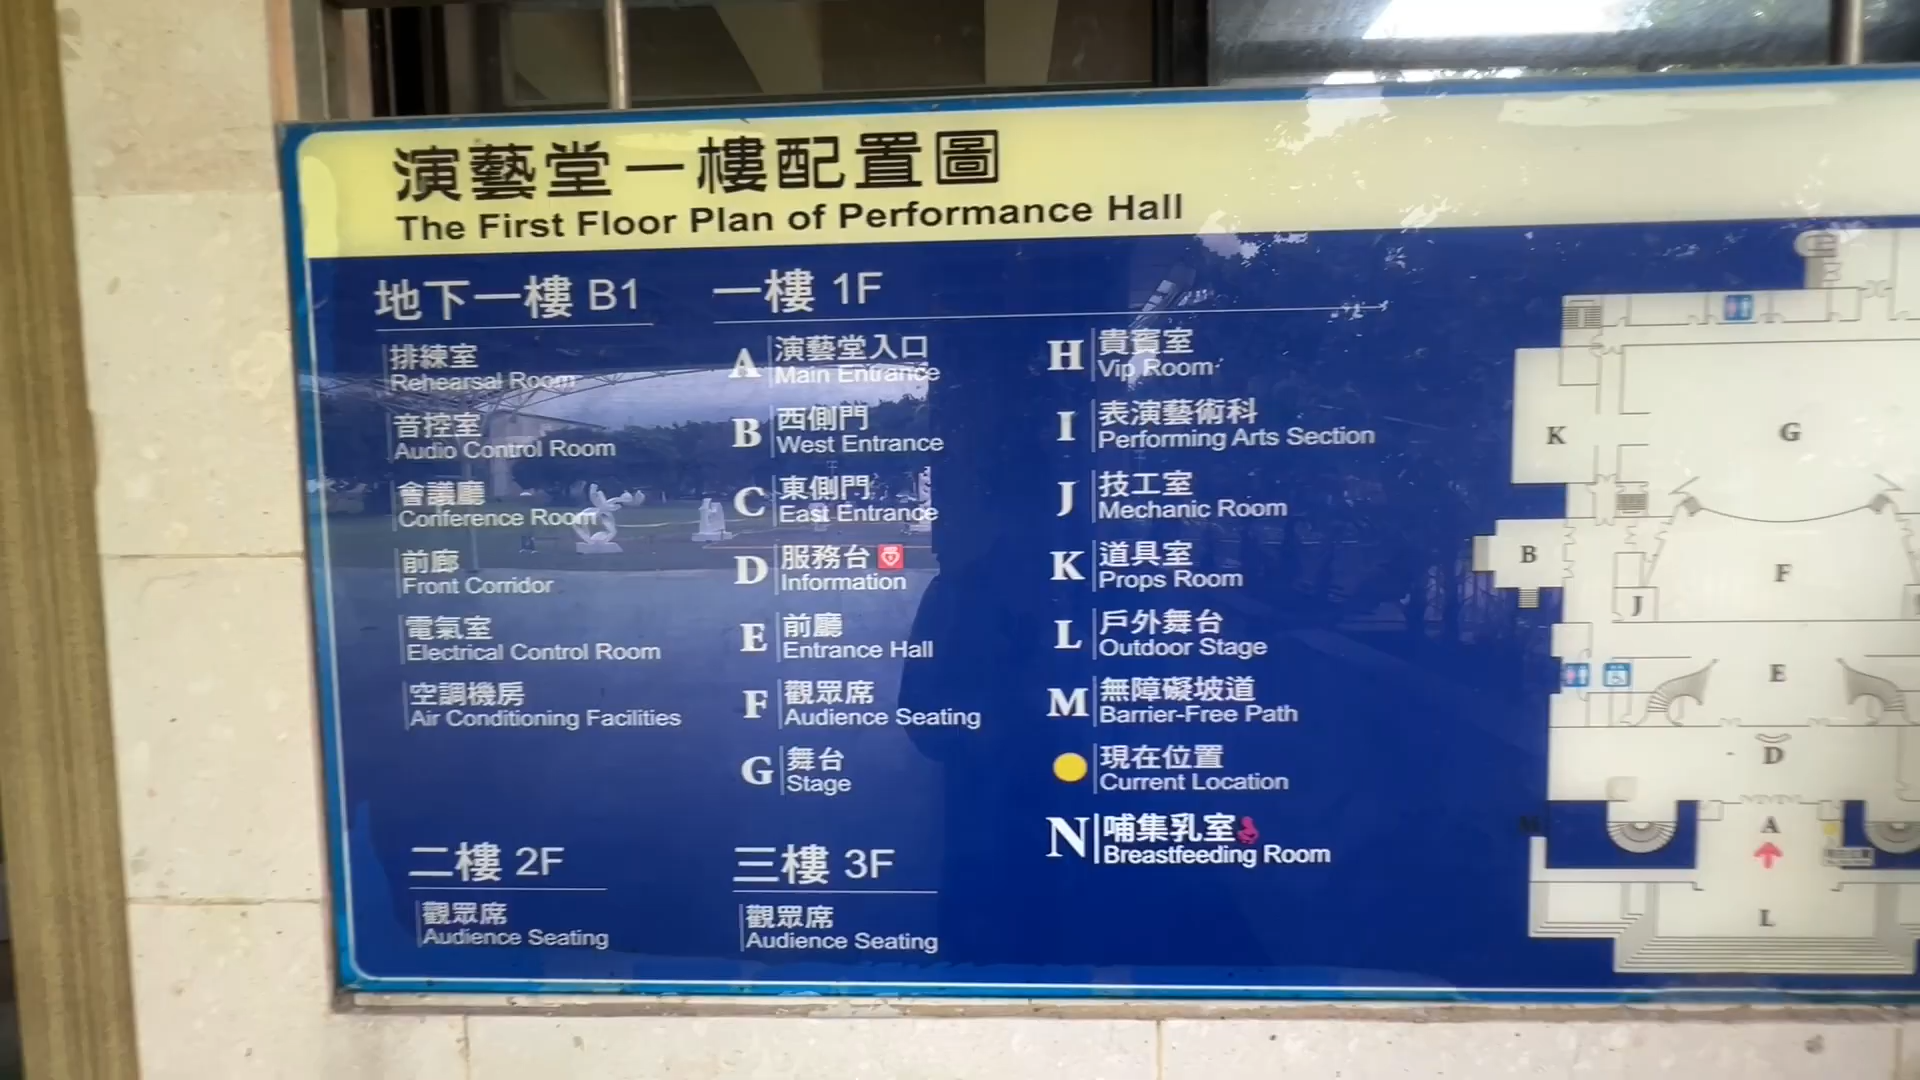 演藝堂一樓配置圖
The First Floor Plan of Performance Hall
地下一樓 B1
排練室
Rehearsal Room
音控室
Audio Control Room
會議廳
Conference Room
前廊
Front Corridor
電氣室
Electrical Control Room
空調機房
Air Conditioning Facilities
一樓 1F
A 演藝堂入口
Main Entrance
B 西側門
West Entrance
C 東側門
East Entrance
D 服務台
Information
E 前廳
Entrance Hall
F 觀眾席
Audience Seating
G 舞台
Stage
H 貴賓室
Vip Room
I 表演藝術科
Performing Arts Section
J 技工室
Mechanic Room
K 道具室
Props Room
L 戶外舞台
Outdoor Stage
M 無障礙坡道
Barrier-Free Path
現在位置
Current Location
N 哺集乳室
Breastfeeding Room
二樓 2F
觀眾席
Audience Seating
三樓 3F
觀眾席
Audience Seating
K
G
B
F
J
E
D
M
A
L